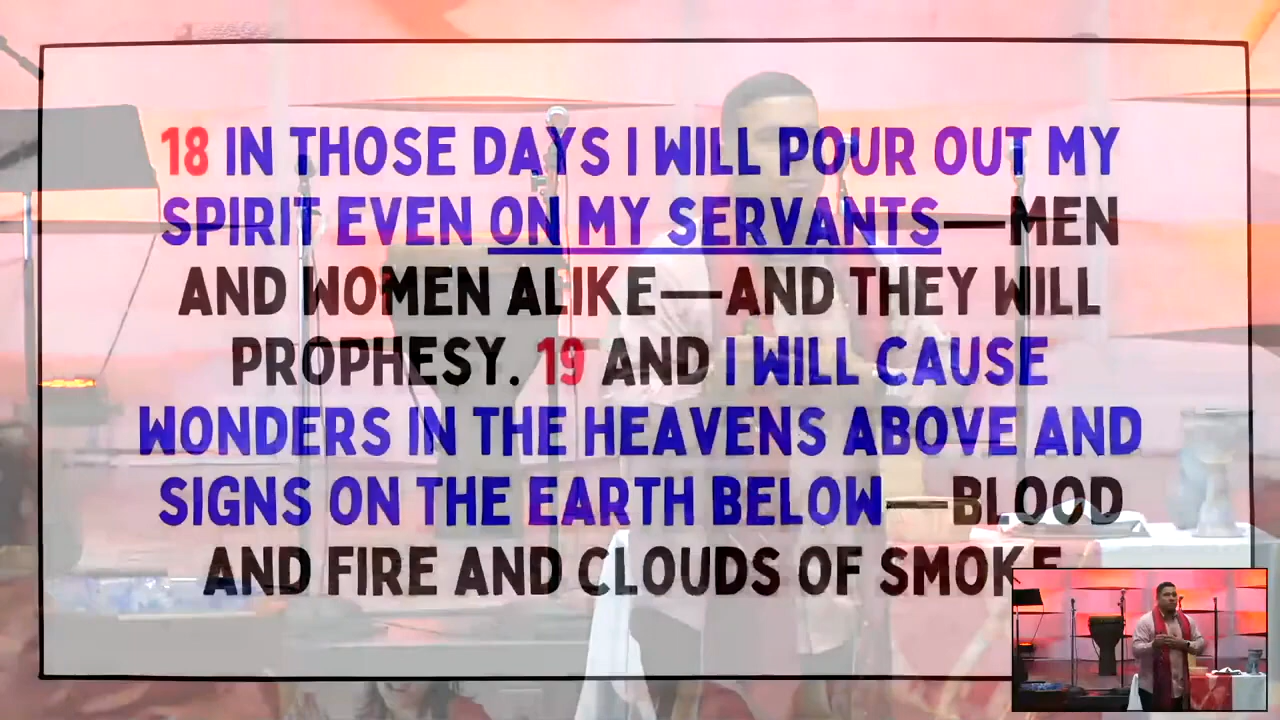 18 IN THOSE DAYS I WILL POUR OUT MY
SPIRIT EVEN ON MY SERVANTS—MEN
AND WOMEN ALIKE—AND THEY WILL
PROPHESY. 19 AND I WILL CAUSE
WONDERS IN THE HEAVENS ABOVE AND
SIGNS ON THE EARTH BELOW—BLOOD
AND FIRE AND CLOUDS OF SMOKE